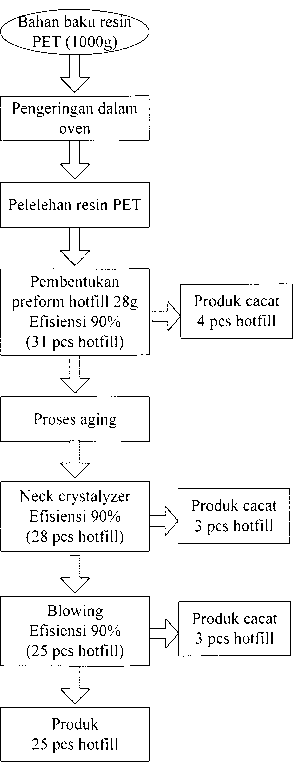 Bahan baku resin
PET (1000g)
Pengeringan dalam
oven
Pelelehan resin PET
Pembentukan
preform hotfill 28g
Efisiensi 90%
(31 pcs hotfill)
Produk cacat
4 pcs hotfill
Proses aging
Neck crystalyzer
Efisiensi 90%
(28 pcs hotfill)
Produk cacat
3 pcs hotfill
Blowing
Efisiensi 90%
(25 pcs hotfill)
Produk cacat
3 pcs hotfill
Produk
25 pcs hotfill